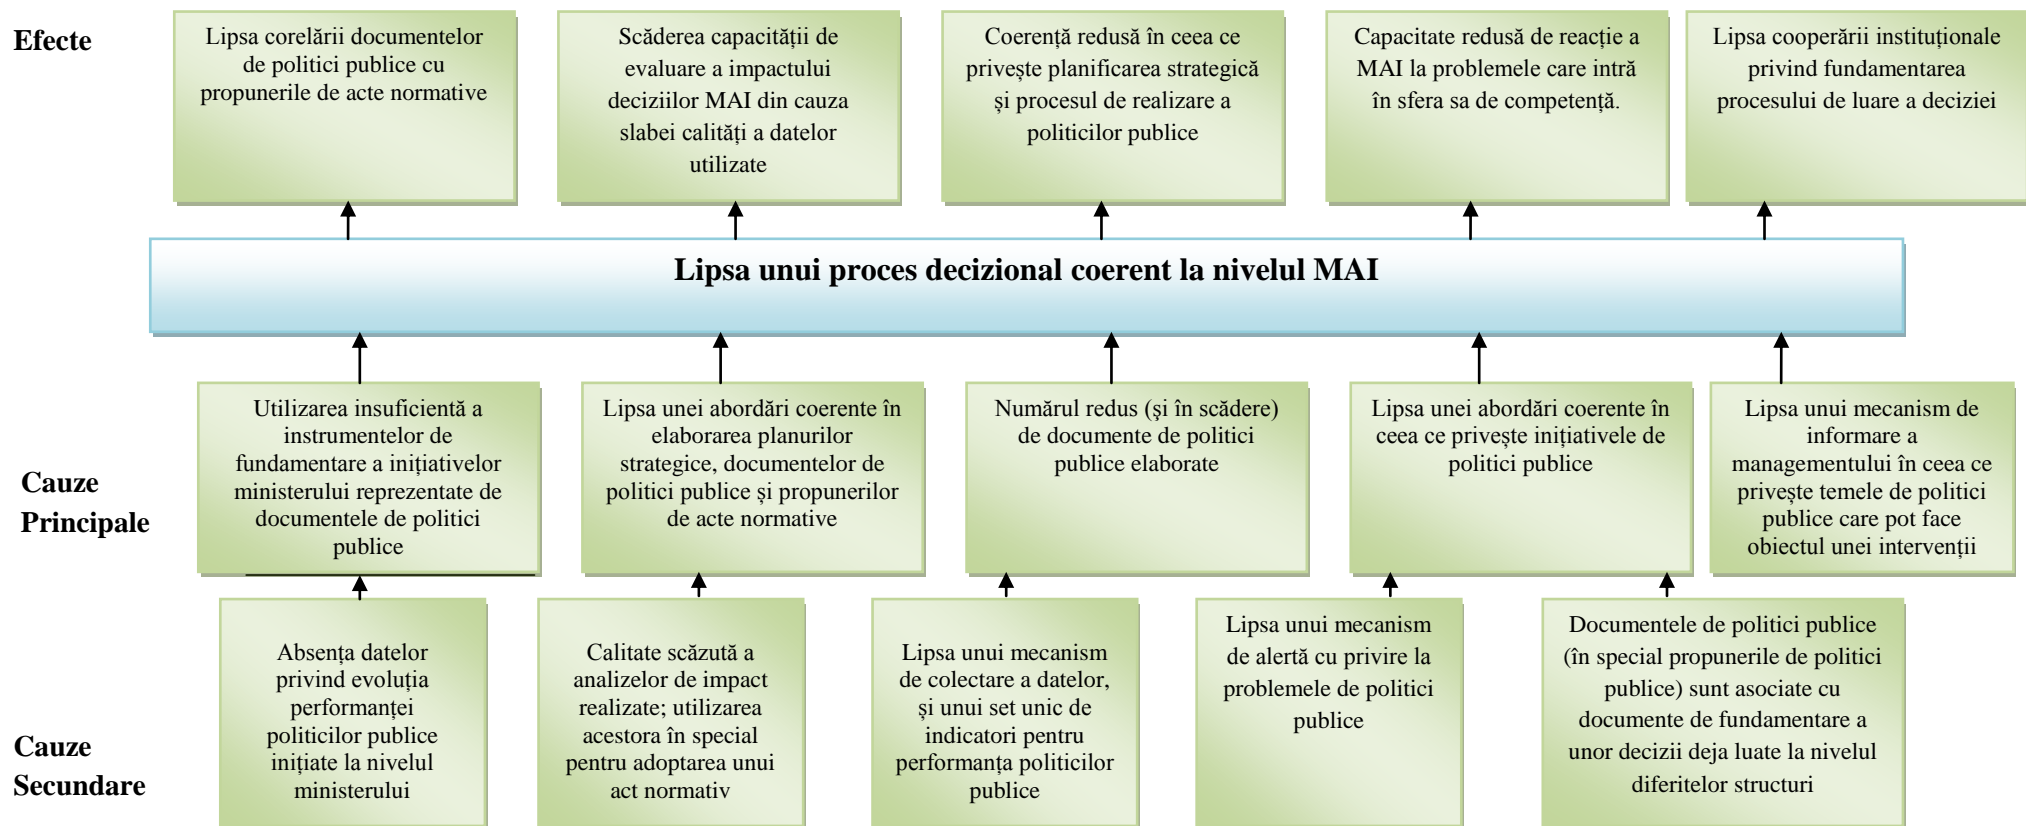 Efecte
Lipsa corelării documentelor
de politici publice cu
propunerile de acte normative
Scăderea capacității de
evaluare a impactului
deciziilor MAI din cauza
slabei calități a datelor
utilizate
Coerență redusă în ceea ce
privește planificarea strategică
și procesul de realizare a
politicilor publice
Capacitate redusă de reacție a
MAI la problemele care intră
în sfera sa de competență.
Lipsa cooperării instituționale
privind fundamentarea
procesului de luare a deciziei
Lipsa unui proces decizional coerent la nivelul MAI
Cauze
Principale
Utilizarea insuficientă a
instrumentelor de
fundamentare a inițiativelor
ministerului reprezentate de
documentele de politici
publice
Lipsa unei abordări coerente în
elaborarea planurilor
strategice, documentelor de
politici publice și propunerilor
de acte normative
Numărul redus (și în scădere)
de documente de politici
publice elaborate
Lipsa unei abordări coerente în
ceea ce privește inițiativele de
politici publice
Lipsa unui mecanism de
informare a
managementului în ceea ce
privește temele de politici
publice care pot face
obiectul unei intervenții
Cauze
Secundare
Absența datelor
privind evoluția
performanței
politicilor publice
inițiate la nivelul
ministerului
Calitate scăzută a
analizelor de impact
realizate; utilizarea
acestora în special
pentru adoptarea unui
act normativ
Lipsa unui mecanism
de colectare a datelor,
și unui set unic de
indicatori pentru
performanța politicilor
publice
Lipsa unui mecanism
de alertă cu privire la
problemele de politici
publice
Documentele de politici publice
(în special propunerile de politici
publice) sunt asociate cu
documente de fundamentare a
unor decizii deja luate la nivelul
diferitelor structuri